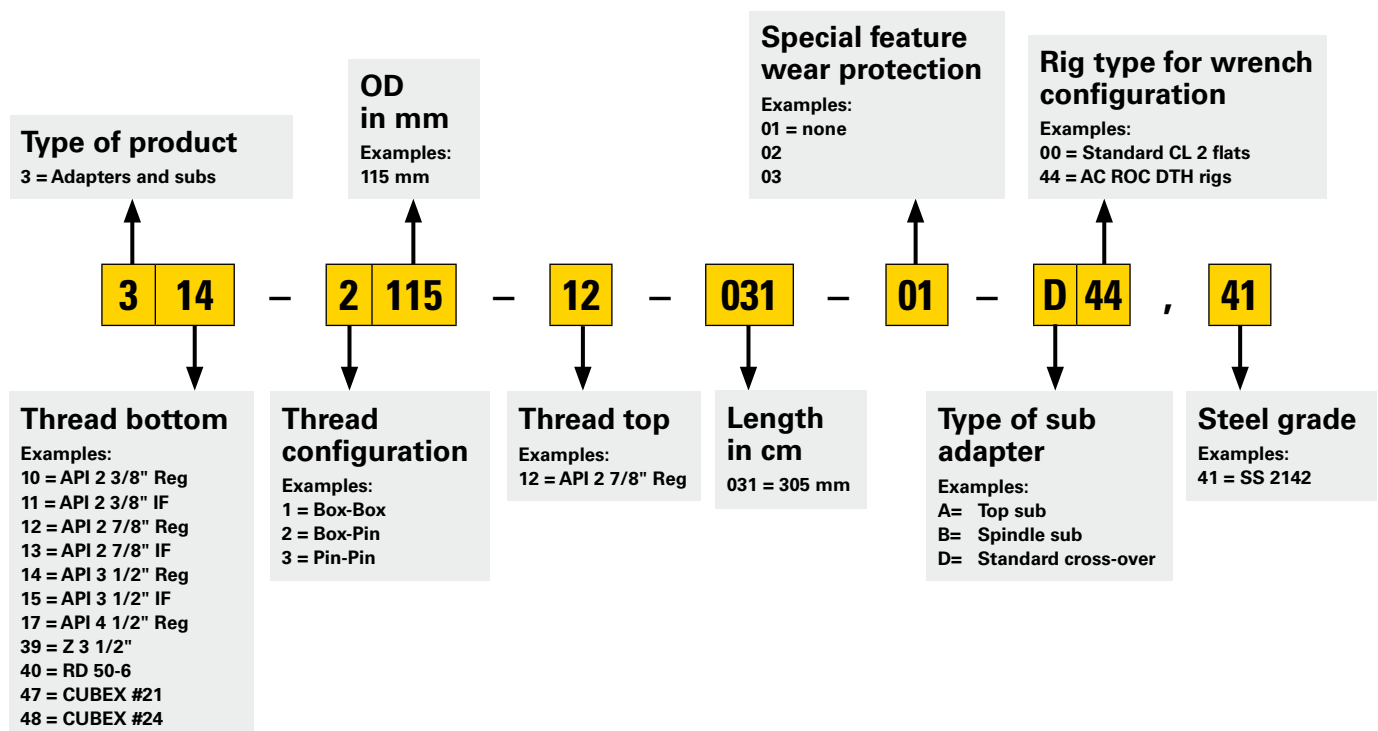 Type of product
3 = Adapters and subs
OD
in mm
Examples:
115 mm
Special feature
wear protection
Examples:
01 = none
02
03
Rig type for wrench
configuration
Examples:
00 = Standard CL 2 flats
44 = AC ROC DTH rigs
3 14 – 2 115 – 12 – 031 – 01 – D 44 , 41
Thread bottom
Examples:
10 = API 2 3/8" Reg
11 = API 2 3/8" IF
12 = API 2 7/8" Reg
13 = API 2 7/8" IF
14 = API 3 1/2" Reg
15 = API 3 1/2" IF
17 = API 4 1/2" Reg
39 = Z 3 1/2"
40 = RD 50-6
47 = CUBEX #21
48 = CUBEX #24
Thread
configuration
Examples:
1 = Box-Box
2 = Box-Pin
3 = Pin-Pin
Thread top
Examples:
12 = API 2 7/8" Reg
Length
in cm
031 = 305 mm
Type of sub
adapter
Examples:
A= Top sub
B= Spindle sub
D= Standard cross-over
Steel grade
Examples:
41 = SS 2142